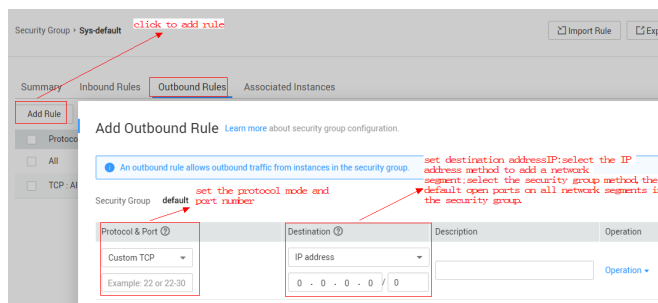 click to add rule
Security Group › Sys-default
Import Rule
Summary
Inbound Rules
Outbound Rules
Associated Instances
Add Rule
Add Outbound Rule
Learn more about security group configuration.
All
An outbound rule allows outbound traffic from instances in the security group.
TCP : Al
set destination addressIP:select the IP
address method to add a network
segment;select the security group method,the
default open ports on all network segments i
the security group.
Security Group default
set the protocol mode and
port number
Protocol & Port
Destination
Description
Operation
Custom TCP
IP address
Example: 22 or 22-30
0 . 0 . 0 . 0 / 0
Operation